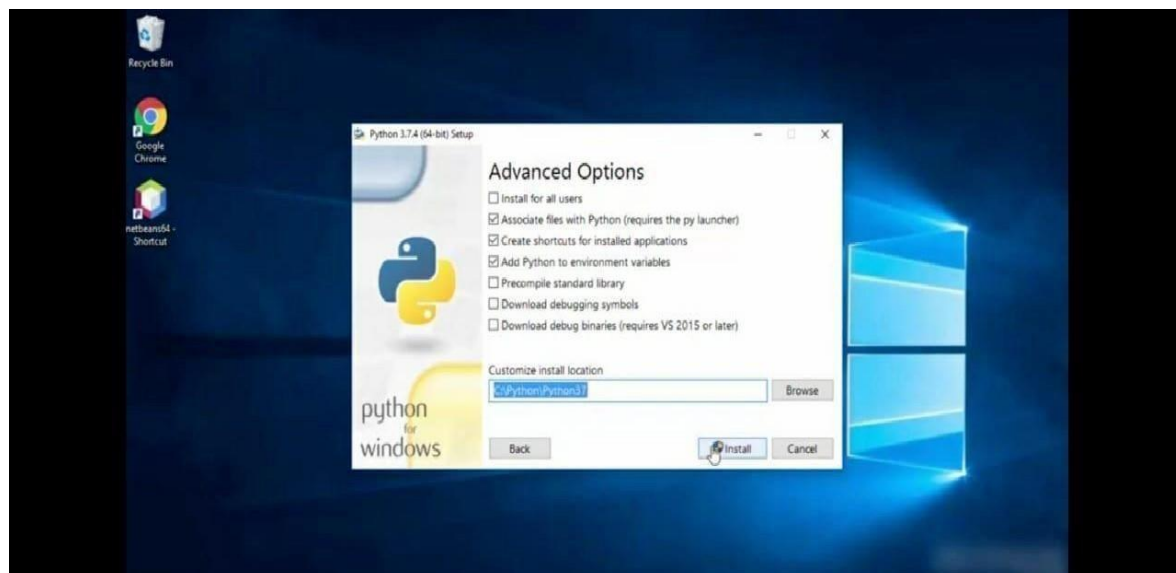 Recycle Bin
Google
Chrome
netbeans64 -
Shortcut
Python 3.7.4 (64-bit) Setup
Advanced Options
Install for all users
Associate files with Python (requires the py launcher)
Create shortcuts for installed applications
Add Python to environment variables
Precompile standard library
Download debugging symbols
Download debug binaries (requires VS 2015 or later)
Customize install location
C:\Python\Python37
Browse
python
for
windows
Back
Install
Cancel